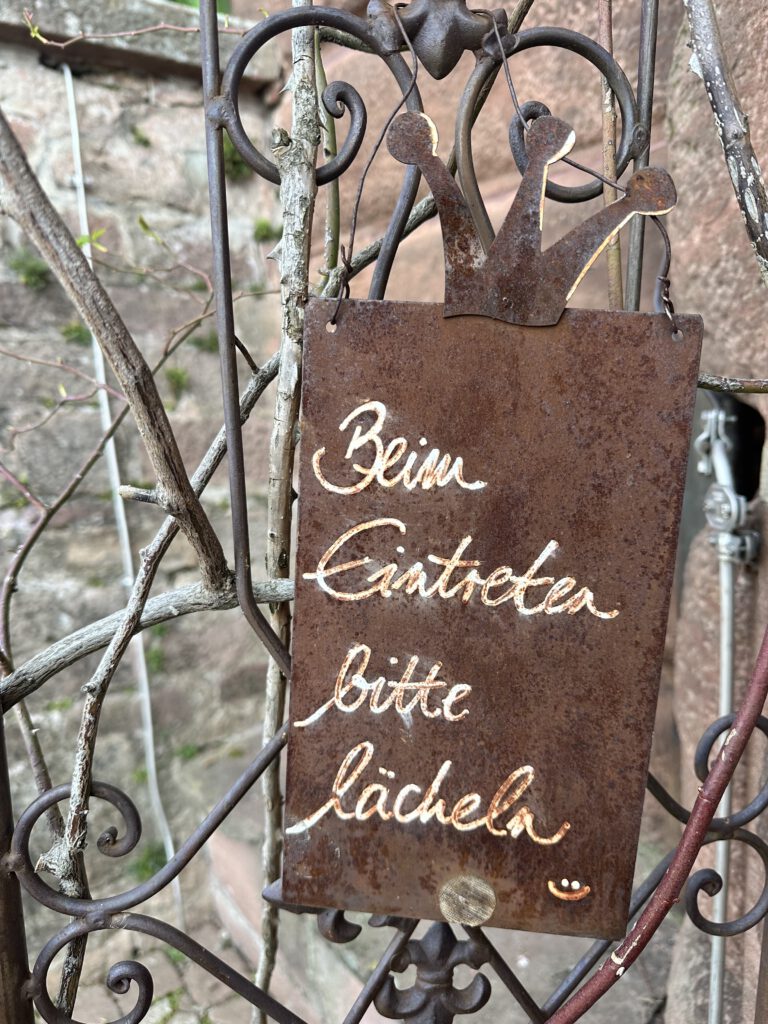 Beim
Eintreten
bitte
lächeln